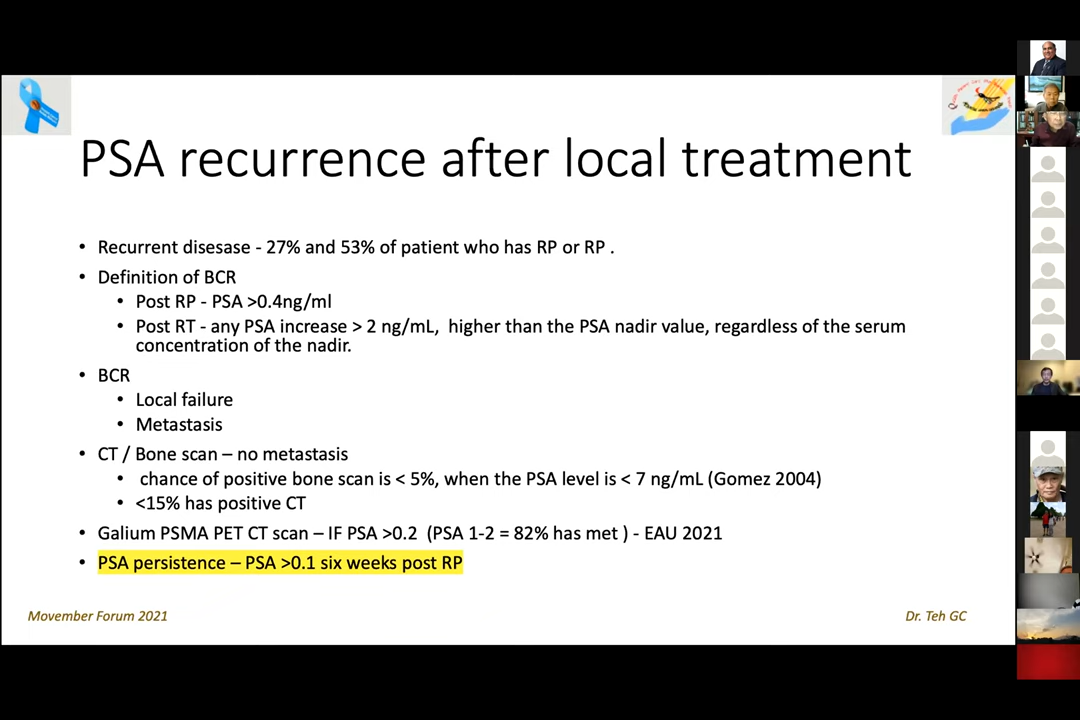 PSA recurrence after local treatment
• Recurrent disesase - 27% and 53% of patient who has RP or RP .
• Definition of BCR
• Post RP - PSA >0.4ng/ml
• Post RT - any PSA increase > 2 ng/mL, higher than the PSA nadir value, regardless of the serum
concentration of the nadir.
• BCR
• Local failure
• Metastasis
• CT / Bone scan – no metastasis
• chance of positive bone scan is < 5%, when the PSA level is < 7 ng/mL (Gomez 2004)
• <15% has positive CT
• Galium PSMA PET CT scan – IF PSA >0.2 (PSA 1-2 = 82% has met ) - EAU 2021
• PSA persistence – PSA >0.1 six weeks post RP
Movember Forum 2021
Dr. Teh GC